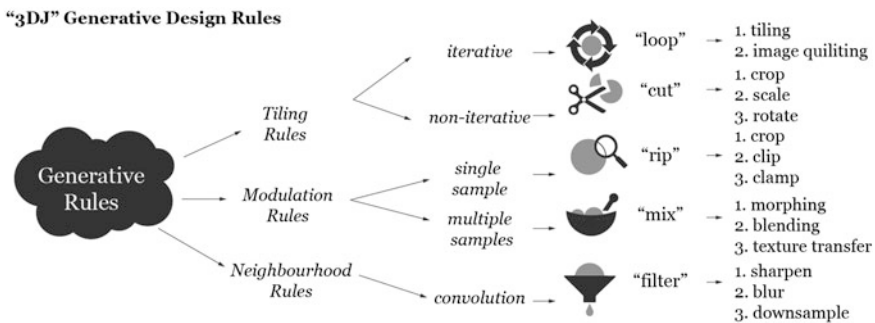 “3DJ” Generative Design Rules
Generative
Rules
Tiling
Rules
iterative
“loop”
1. tiling
2. image quiliting
non-iterative
“cut”
1. crop
2. scale
3. rotate
Modulation
Rules
single
sample
“rip”
1. crop
2. clip
3. clamp
multiple
samples
“mix”
1. morphing
2. blending
3. texture transfer
Neighbourhood
Rules
convolution
“filter”
1. sharpen
2. blur
3. downsample